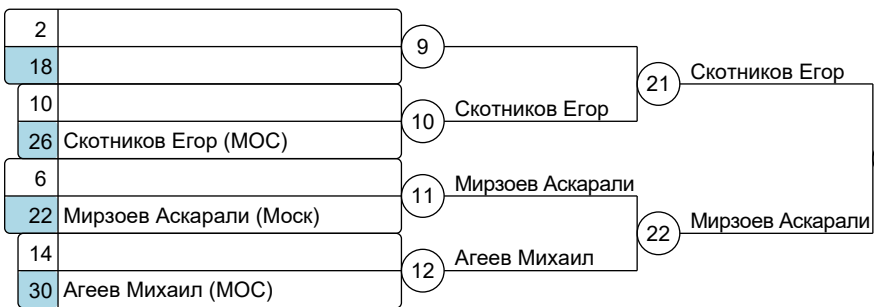 2
9
18
21 Скотников Егор
10
10 Скотников Егор
26 Скотников Егор (МОС)
6
11 Мирзоев Аскарали
22 Мирзоев Аскарали (Моск)
22 Мирзоев Аскарали
14
12 Агеев Михаил
30 Агеев Михаил (МОС)